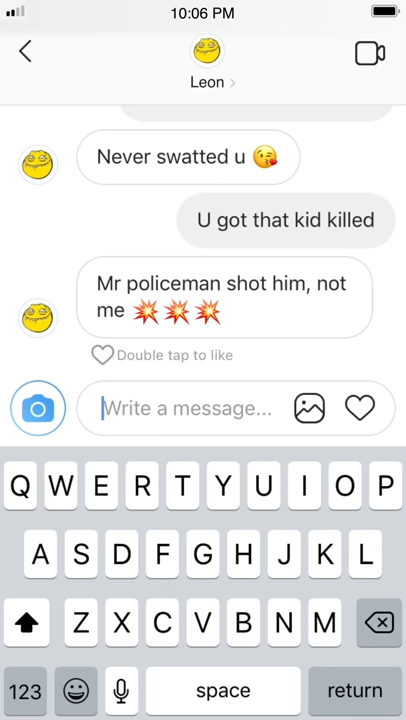 10:06 PM
Leon >
Never swatted u 😘
U got that kid killed
Mr policeman shot him, not
me 💥💥💥
Double tap to like
Write a message...
Q W E R T Y U I O P
A S D F G H J K L
Z X C V B N M
123 space return